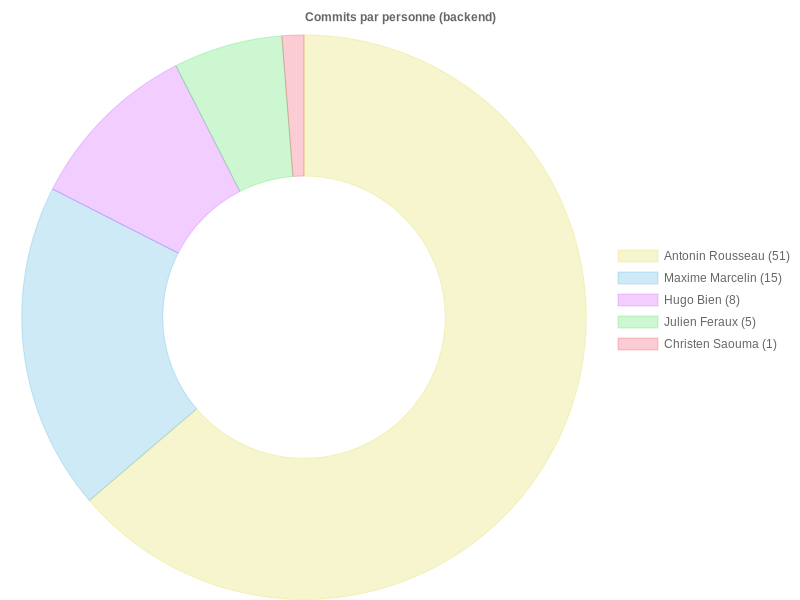 Commits par personne (backend)
Antonin Rousseau (51)
Maxime Marcelin (15)
Hugo Bien (8)
Julien Feraux (5)
Christen Saouma (1)